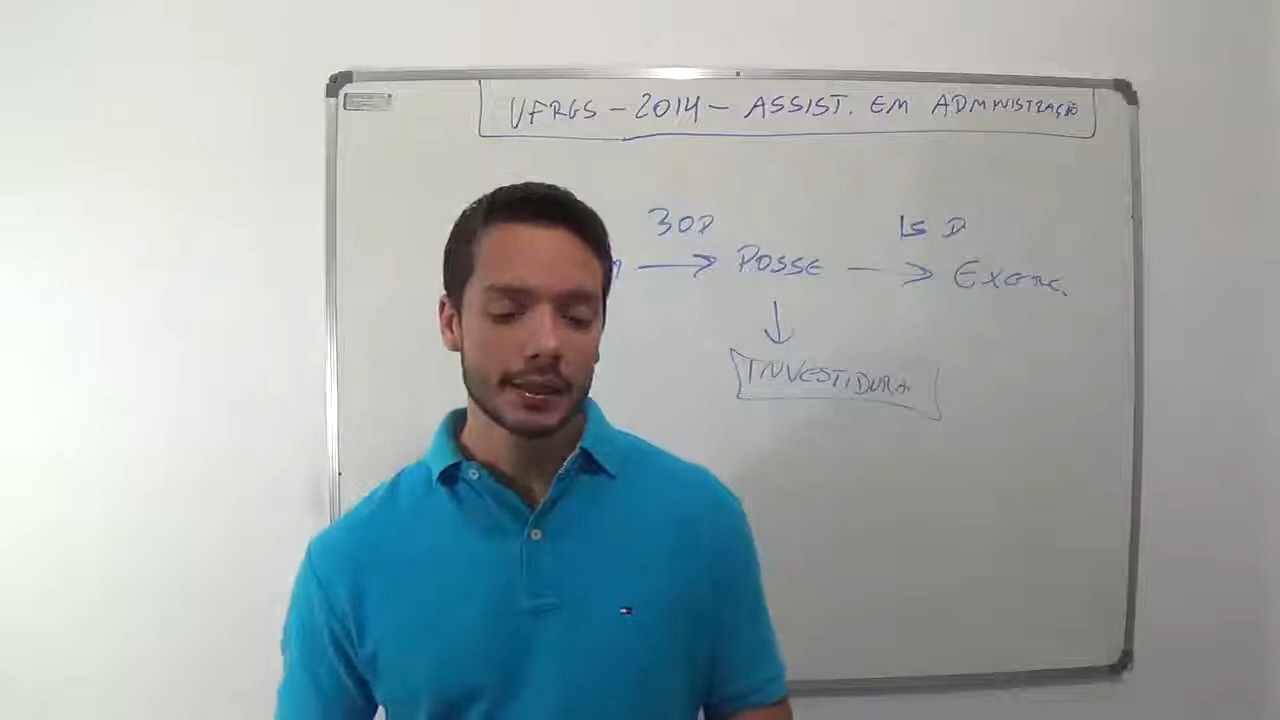 UFRGS - 2014 - ASSIST. EM ADMINISTRAÇÃO
30D 15 D
→ POSSE → EXERC.
↓
INVESTIDURA